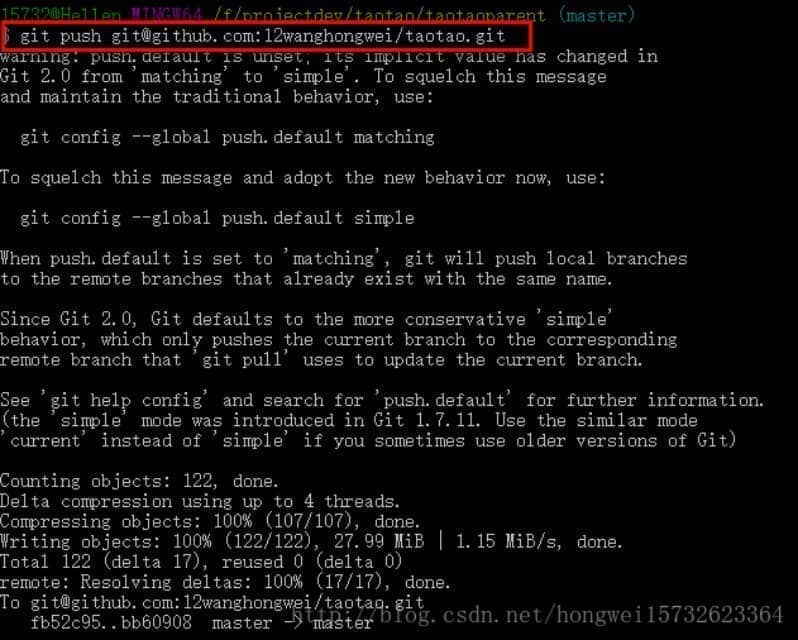 15732@Hellen MINGW64 /f/projectdev/taotao/taotaoparent (master)
$ git push git@github.com:12wanghongwei/taotao.git
warning: push.default is unset; its implicit value has changed in
Git 2.0 from 'matching' to 'simple'. To squelch this message
and maintain the traditional behavior, use:
git config --global push.default matching
To squelch this message and adopt the new behavior now, use:
git config --global push.default simple
When push.default is set to 'matching', git will push local branches
to the remote branches that already exist with the same name.
Since Git 2.0, Git defaults to the more conservative 'simple'
behavior, which only pushes the current branch to the corresponding
remote branch that 'git pull' uses to update the current branch.
See 'git help config' and search for 'push.default' for further information.
(the 'simple' mode was introduced in Git 1.7.11. Use the similar mode
'current' instead of 'simple' if you sometimes use older versions of Git)
Counting objects: 122, done.
Delta compression using up to 4 threads.
Compressing objects: 100% (107/107), done.
Writing objects: 100% (122/122), 27.99 MiB | 1.15 MiB/s, done.
Total 122 (delta 17), reused 0 (delta 0)
remote: Resolving deltas: 100% (17/17), done.
To git@github.com:12wanghongwei/taotao.git
fb52c95..bb60908 master -> master
http://blog.csdn.net/hongwei15732623364